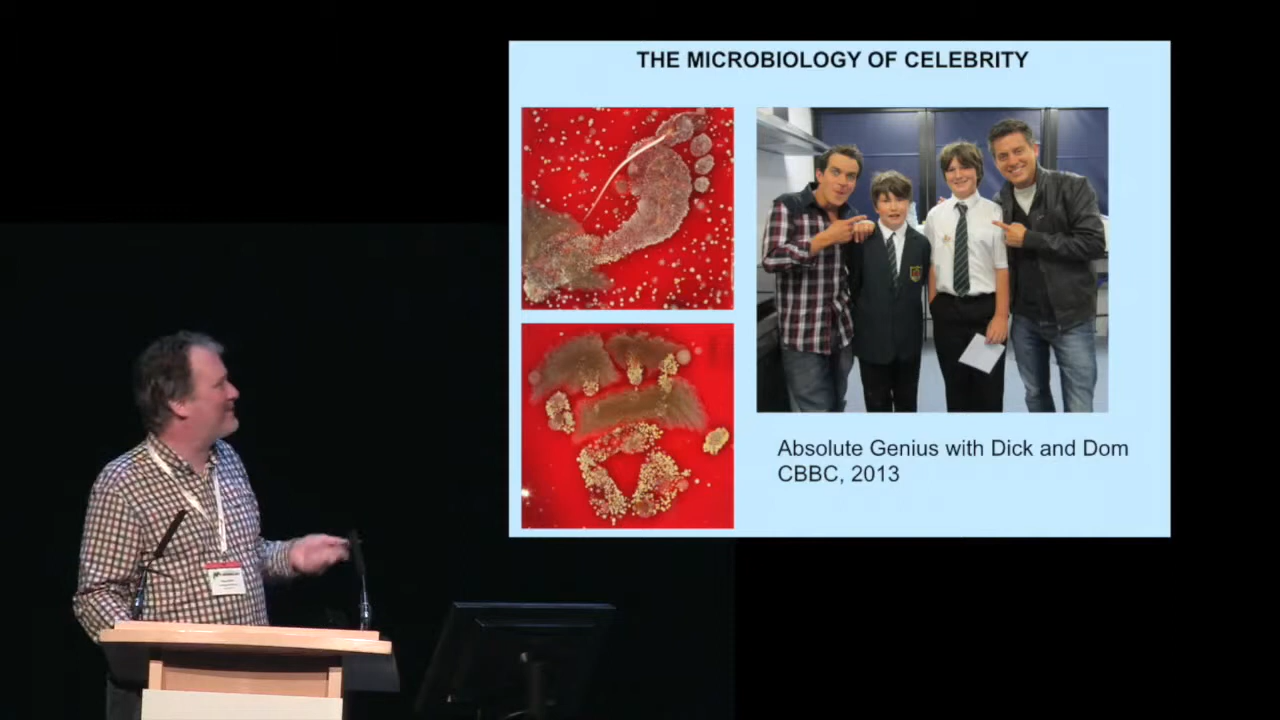 THE MICROBIOLOGY OF CELEBRITY
Absolute Genius with Dick and Dom
CBBC, 2013